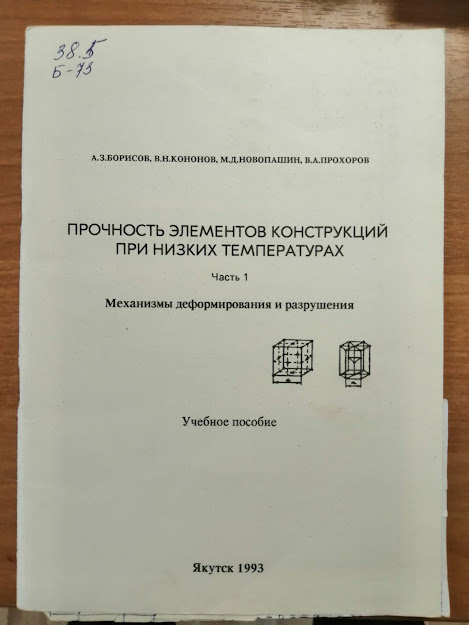 38.5
Б-73
А.З.БОРИСОВ, В.Н.КОНОНОВ, М.Д.НОВОПАШИН, В.А.ПРОХОРОВ
ПРОЧНОСТЬ ЭЛЕМЕНТОВ КОНСТРУКЦИЙ
ПРИ НИЗКИХ ТЕМПЕРАТУРАХ
Часть 1
Механизмы деформирования и разрушения
Учебное пособие
Якутск 1993